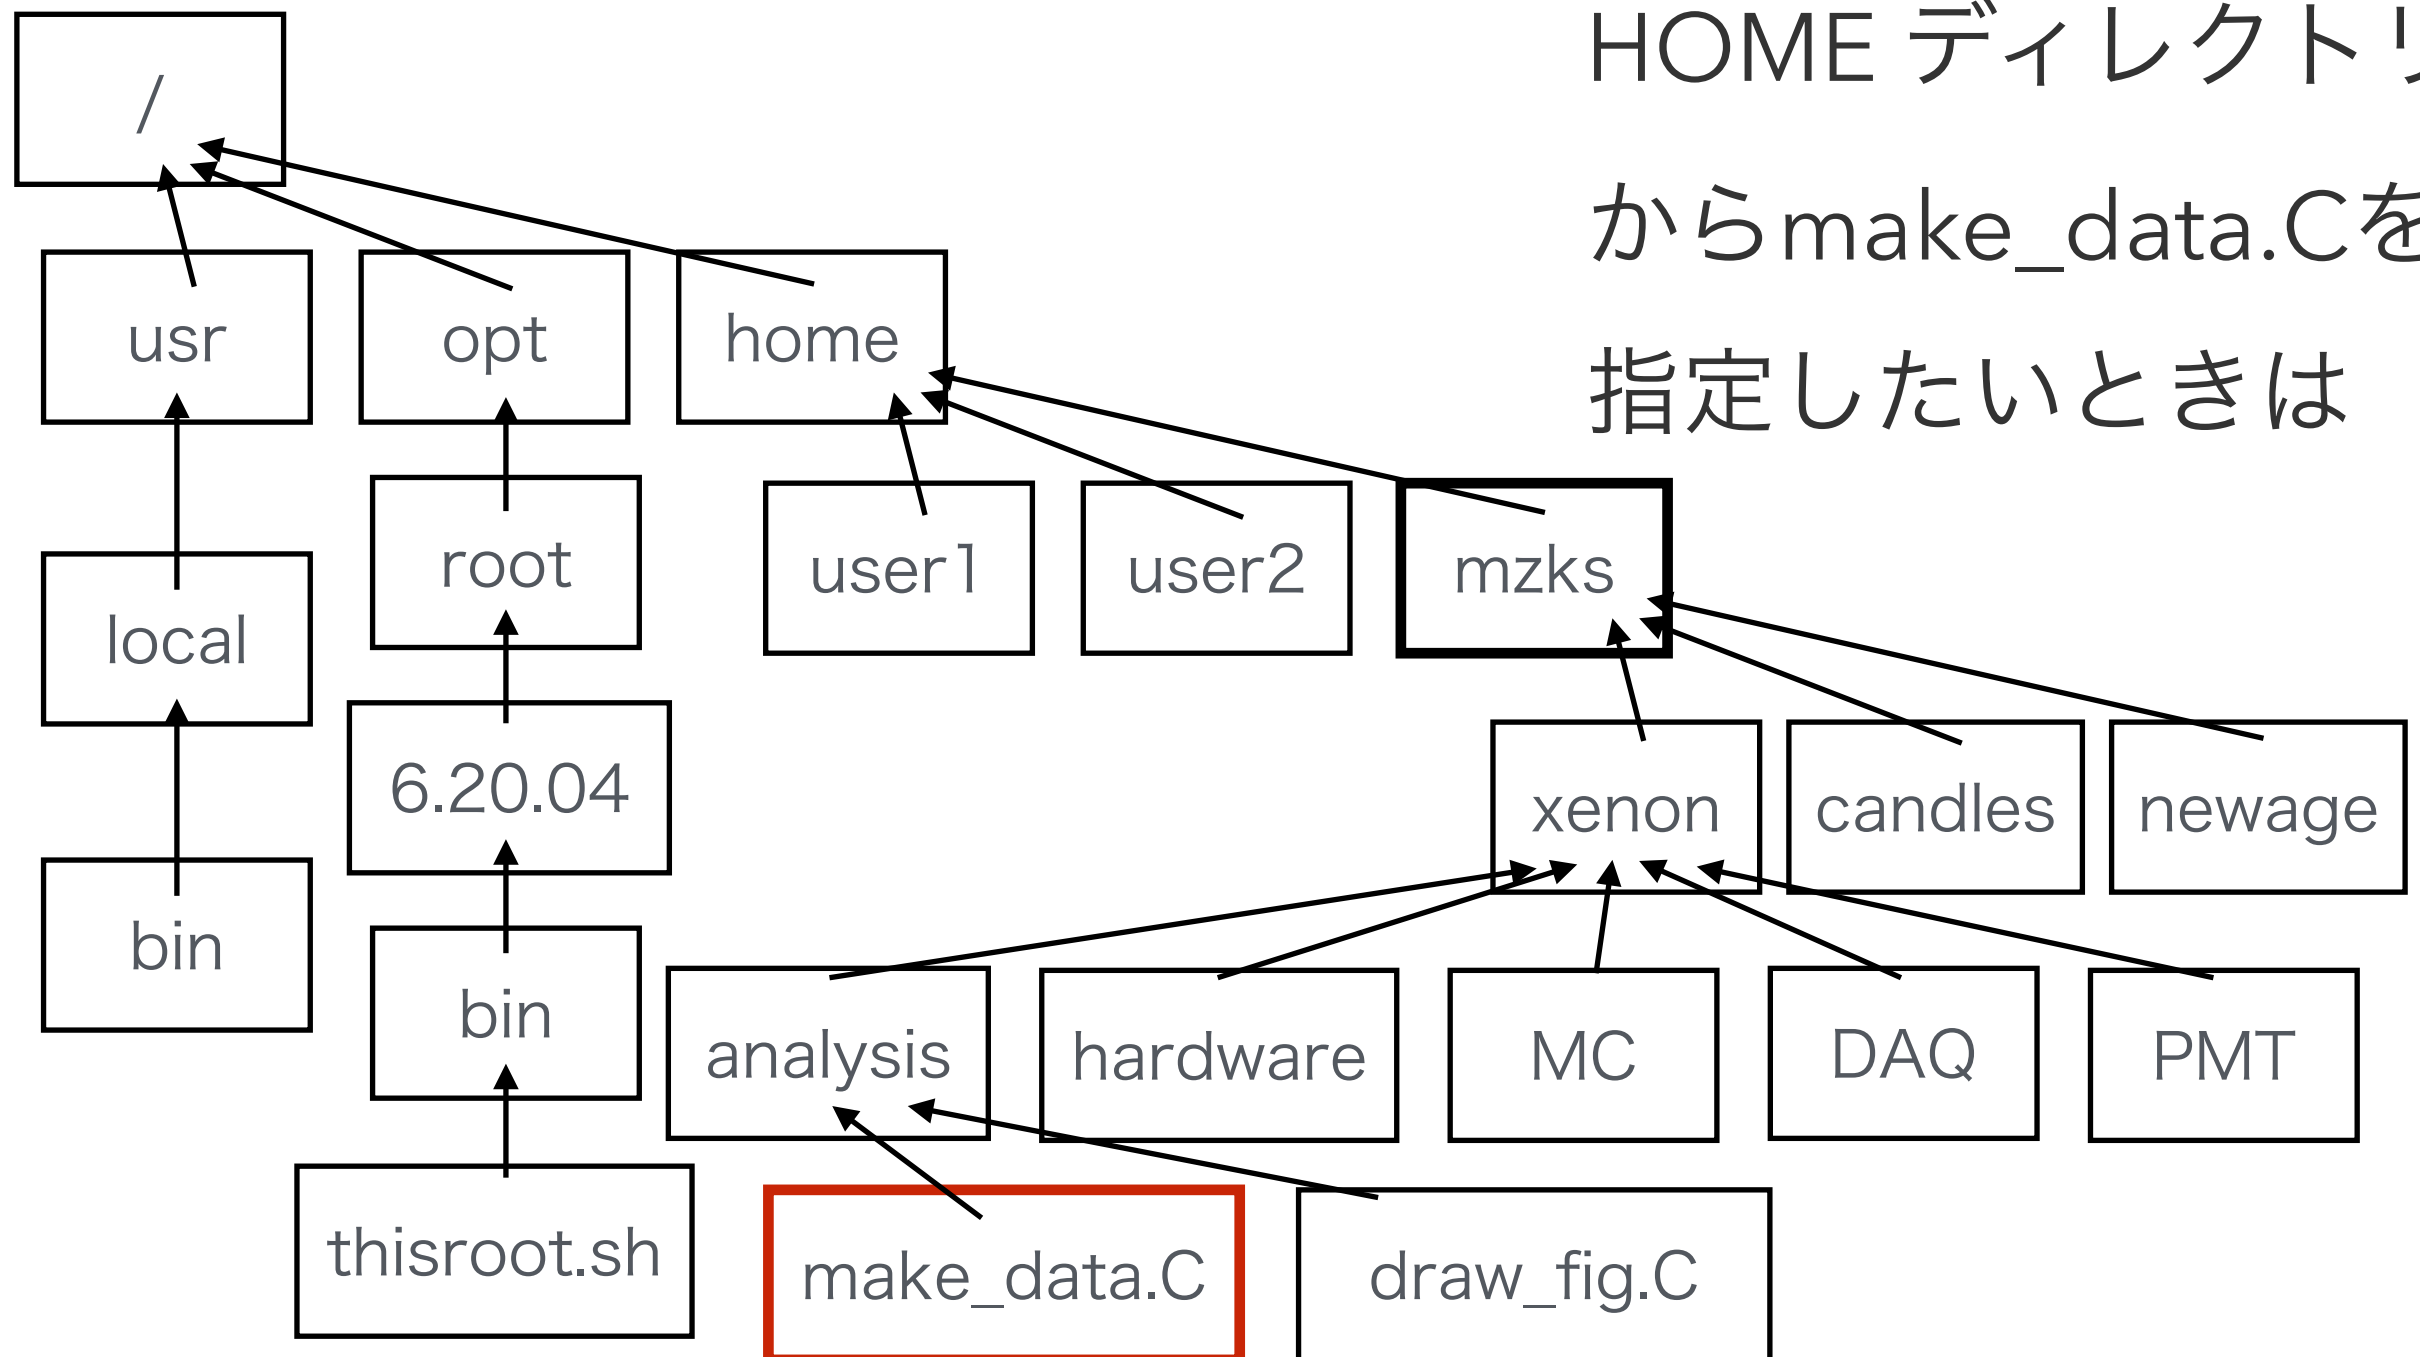 HOME ディレクトリ
からmake_data.Cを
指定したいときは
/
usr
opt
home
user1
user2
mzks
root
local
6.20.04
xenon
candles
newage
bin
bin
analysis
hardware
MC
DAQ
PMT
thisroot.sh
make_data.C
draw_fig.C